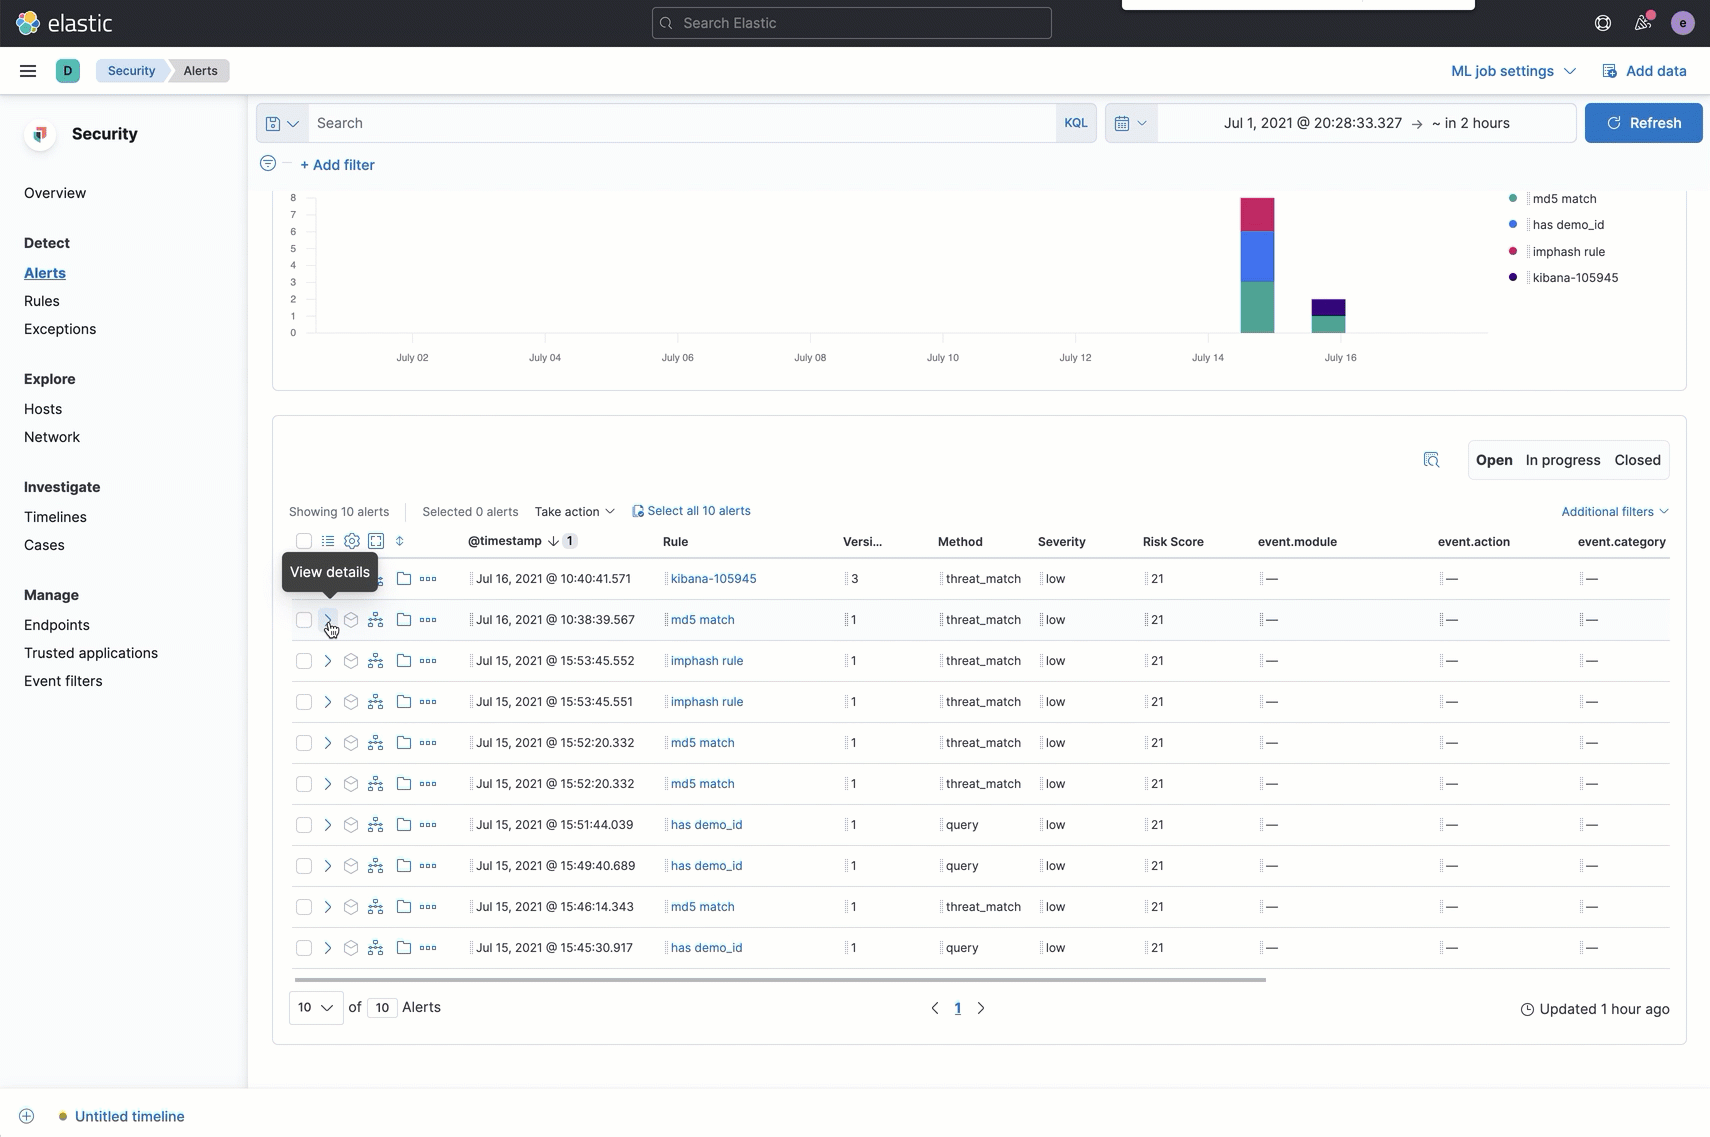 elastic
Search Elastic
e
D
Security
Alerts
ML job settings
Add data
Security
Search
KQL
Jul 1, 2021 @ 20:28:33.327 → ~ in 2 hours
Refresh
+ Add filter
Overview
Detect
Alerts
Rules
Exceptions
Explore
Hosts
Network
Investigate
Timelines
Cases
Manage
Endpoints
Trusted applications
Event filters
8
7
6
5
4
3
2
1
0
July 02 July 04 July 06 July 08 July 10 July 12 July 14 July 16
md5 match
has demo_id
imphash rule
kibana-105945
Open In progress Closed
Showing 10 alerts Selected 0 alerts Take action Select all 10 alerts Additional filters
@timestamp 1 Rule Versi... Method Severity Risk Score event.module event.action event.category
View details
Jul 16, 2021 @ 10:40:41.571 kibana-105945 3 threat_match low 21 — — —
Jul 16, 2021 @ 10:38:39.567 md5 match 1 threat_match low 21 — — —
Jul 15, 2021 @ 15:53:45.552 imphash rule 1 threat_match low 21 — — —
Jul 15, 2021 @ 15:53:45.551 imphash rule 1 threat_match low 21 — — —
Jul 15, 2021 @ 15:52:20.332 md5 match 1 threat_match low 21 — — —
Jul 15, 2021 @ 15:52:20.332 md5 match 1 threat_match low 21 — — —
Jul 15, 2021 @ 15:51:44.039 has demo_id 1 query low 21 — — —
Jul 15, 2021 @ 15:49:40.689 has demo_id 1 query low 21 — — —
Jul 15, 2021 @ 15:46:14.343 md5 match 1 threat_match low 21 — — —
Jul 15, 2021 @ 15:45:30.917 has demo_id 1 query low 21 — — —
10 of 10 Alerts
1
Updated 1 hour ago
Untitled timeline